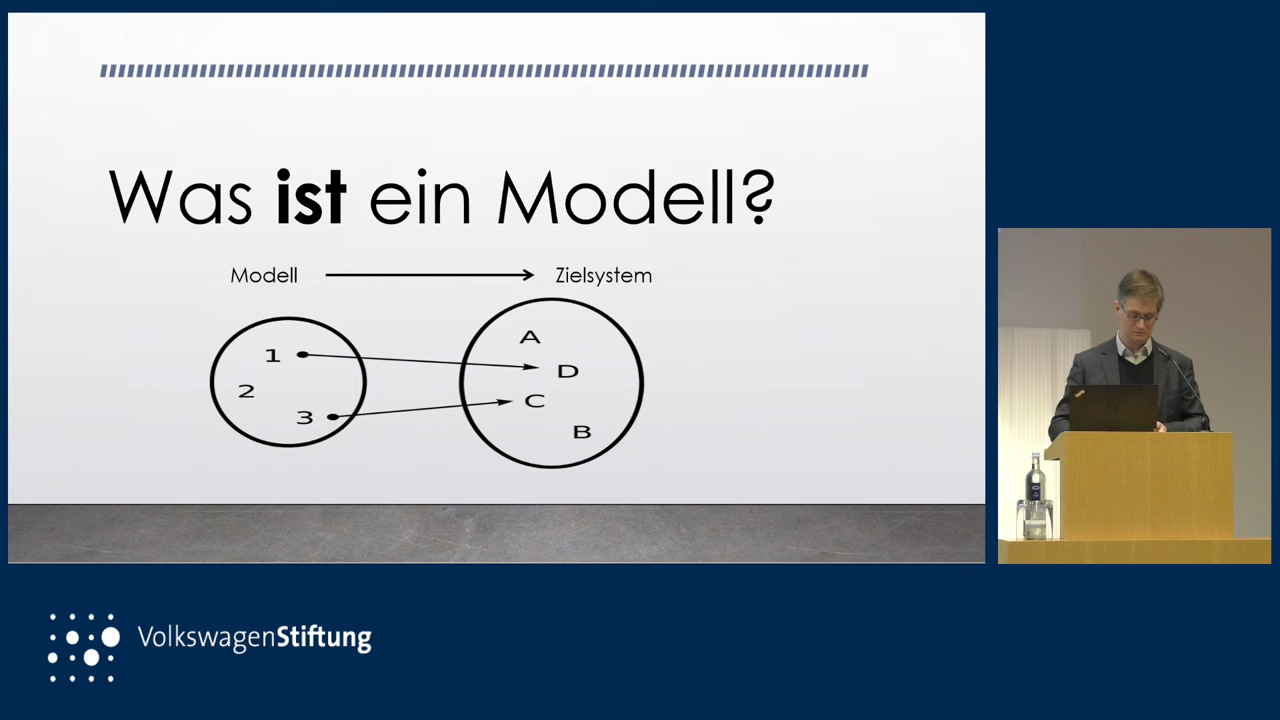 Was ist ein Modell?
Modell
Zielsystem
1
2
3
A
D
C
B
VolkswagenStiftung